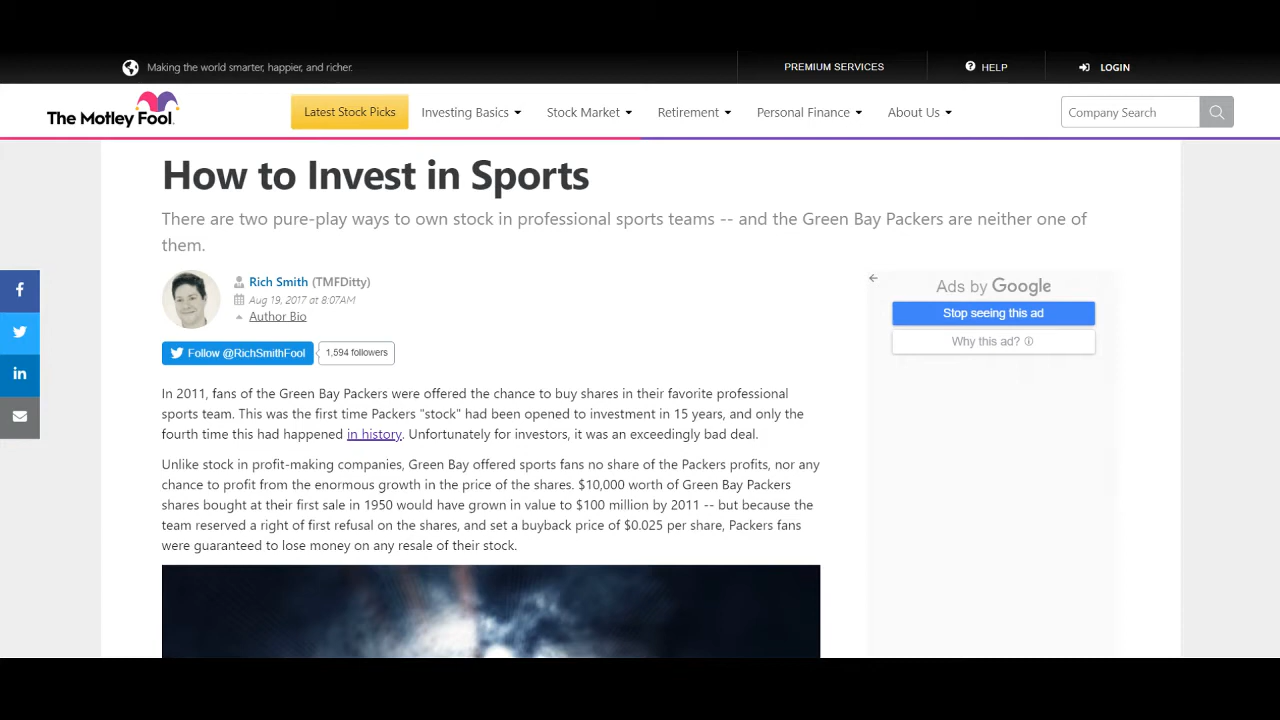 Making the world smarter, happier, and richer.
PREMIUM SERVICES
HELP
LOGIN
The Motley Fool.
Latest Stock Picks
Investing Basics
Stock Market
Retirement
Personal Finance
About Us
Company Search
How to Invest in Sports
There are two pure-play ways to own stock in professional sports teams -- and the Green Bay Packers are neither one of
them.
Rich Smith (TMFDitty)
Aug 19, 2017 at 8:07AM
Author Bio
Follow @RichSmithFool
1,594 followers
Ads by Google
Stop seeing this ad
Why this ad?
In 2011, fans of the Green Bay Packers were offered the chance to buy shares in their favorite professional
sports team. This was the first time Packers "stock" had been opened to investment in 15 years, and only the
fourth time this had happened in history. Unfortunately for investors, it was an exceedingly bad deal.
Unlike stock in profit-making companies, Green Bay offered sports fans no share of the Packers profits, nor any
chance to profit from the enormous growth in the price of the shares. $10,000 worth of Green Bay Packers
shares bought at their first sale in 1950 would have grown in value to $100 million by 2011 -- but because the
team reserved a right of first refusal on the shares, and set a buyback price of $0.025 per share, Packers fans
were guaranteed to lose money on any resale of their stock.